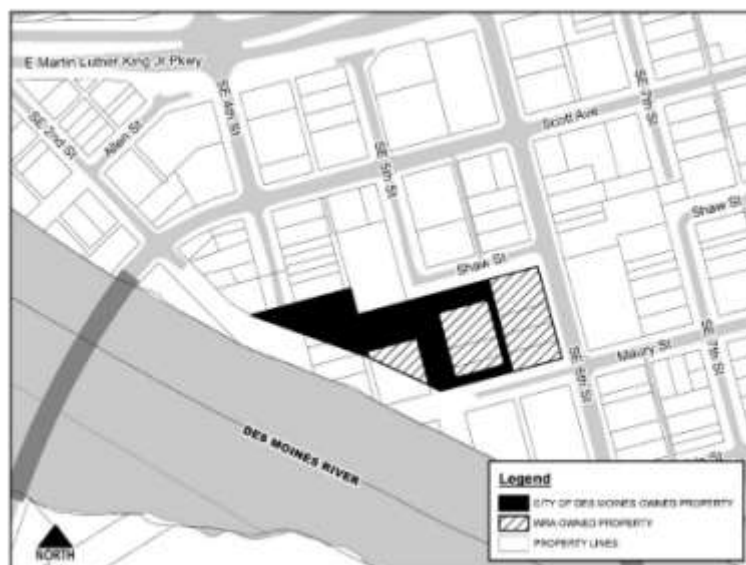 E Martin Luther King Jr Pkwy
SE 2nd St
Allen St
SE 4th St
SE 5th St
Scott Ave
SE 7th St
Shaw St
Shaw St
SE 6th St
Maury St
SE 7th St
DES MOINES RIVER
NORTH
Legend
CITY OF DES MOINES OWNED PROPERTY
WRA OWNED PROPERTY
PROPERTY LINES